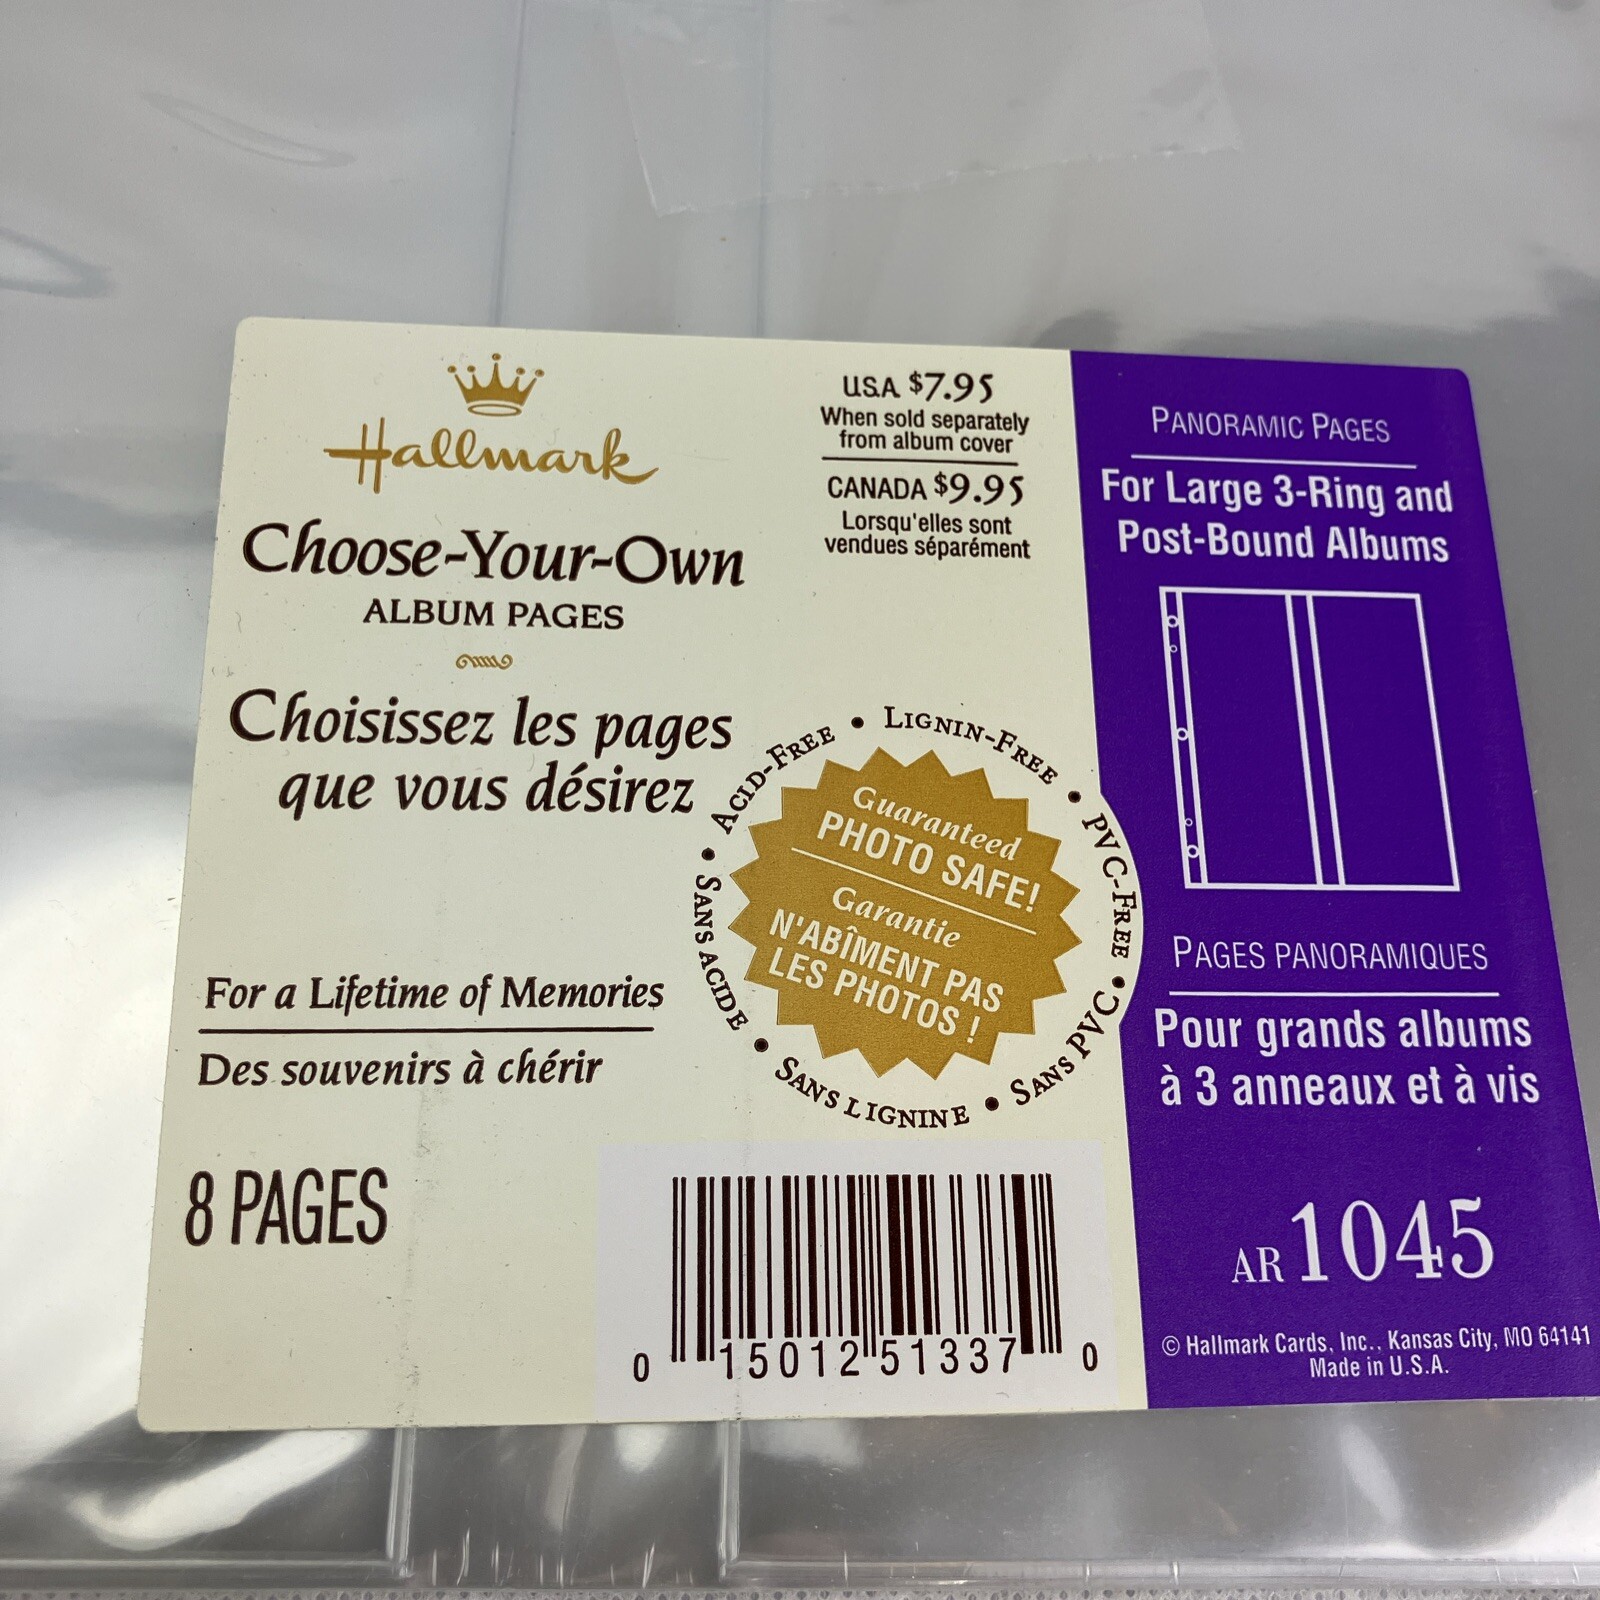 Hallmark
Choose-Your-Own
ALBUM PAGES
Choisissez les pages
que vous désirez
For a Lifetime of Memories
Des souvenirs à chérir
8 PAGES
USA $7.95
When sold separately
from album cover
CANADA $9.95
Lorsqu'elles sont
vendues séparément
ACID-FREE • LIGNIN-FREE • PVC-FREE •
SANS ACIDE • SANS LIGNINE • SANS PVC
Guaranteed
PHOTO SAFE!
Garantie
N'ABÎMENT PAS
LES PHOTOS !
0 15012 51337 0
PANORAMIC PAGES
For Large 3-Ring and
Post-Bound Albums
PAGES PANORAMIQUES
Pour grands albums
à 3 anneaux et à vis
AR 1045
© Hallmark Cards, Inc., Kansas City, MO 64141
Made in U.S.A.